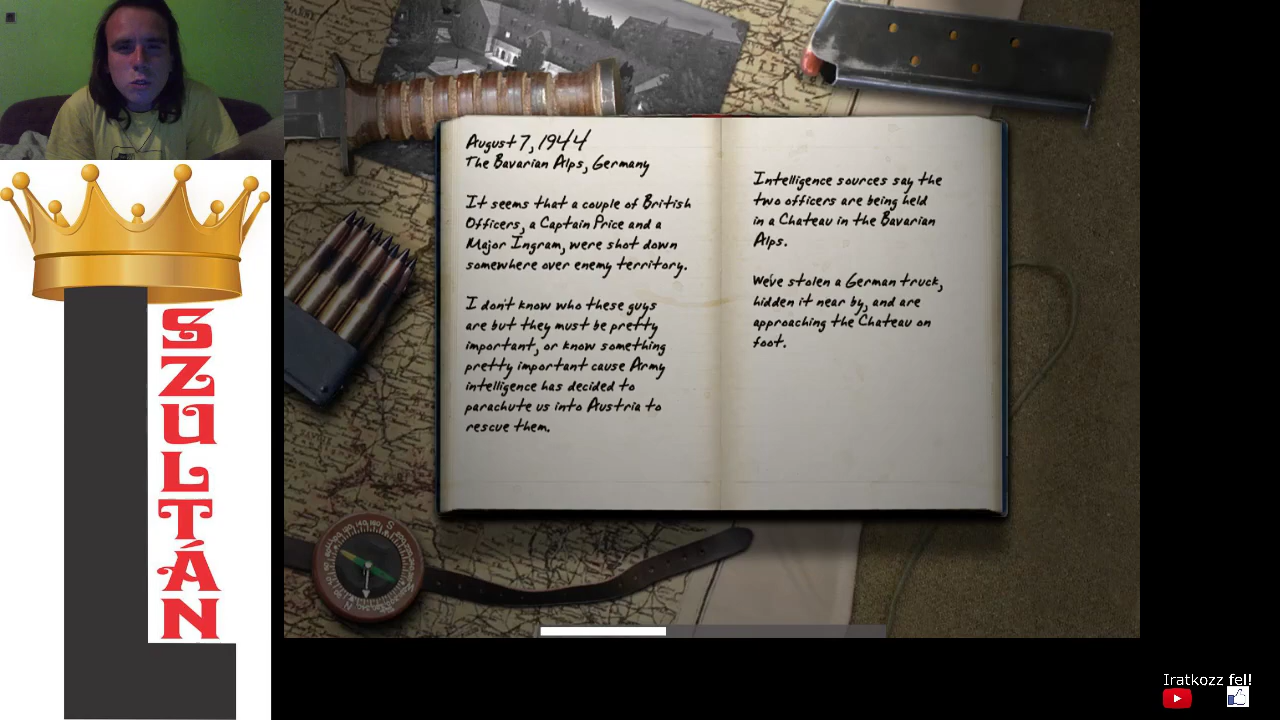 August 7, 1944
The Bavarian Alps, Germany
It seems that a couple of British
Officers, a Captain Price and a
Major Ingram, were shot down
somewhere over enemy territory.
I don't know who these guys
are but they must be pretty
important, or know something
pretty important cause Army
intelligence has decided to
parachute us into Austria to
rescue them.
Intelligence sources say the
two officers are being held
in a Chateau in the Bavarian
Alps.
We've stolen a German truck,
hidden it near by, and are
approaching the Chateau on
foot.
L
SZULTÁN
Iratkozz fel!